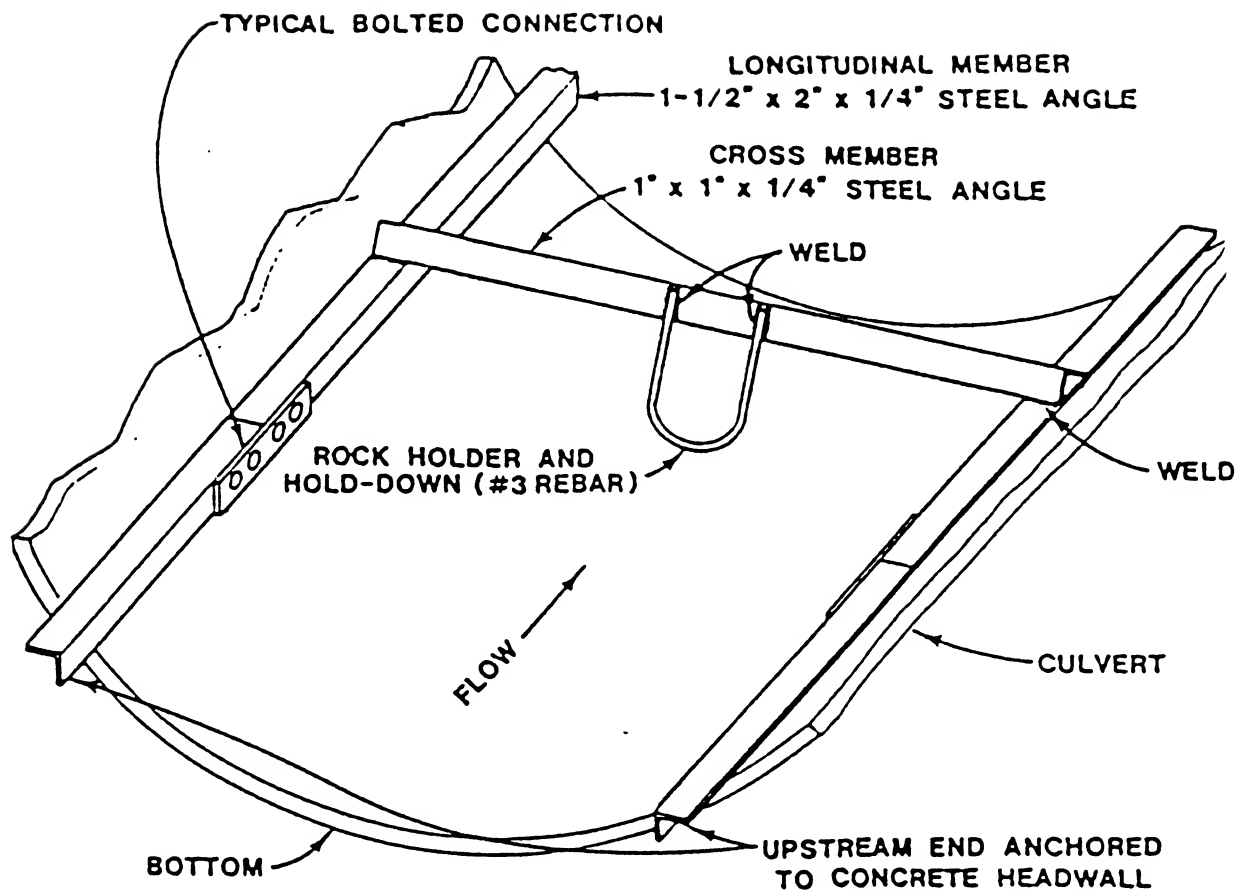 TYPICAL BOLTED CONNECTION
LONGITUDINAL MEMBER
1-1/2" x 2" x 1/4" STEEL ANGLE
CROSS MEMBER
1" x 1" x 1/4" STEEL ANGLE
WELD
ROCK HOLDER AND
HOLD-DOWN (#3 REBAR)
WELD
FLOW
CULVERT
BOTTOM
UPSTREAM END ANCHORED
TO CONCRETE HEADWALL